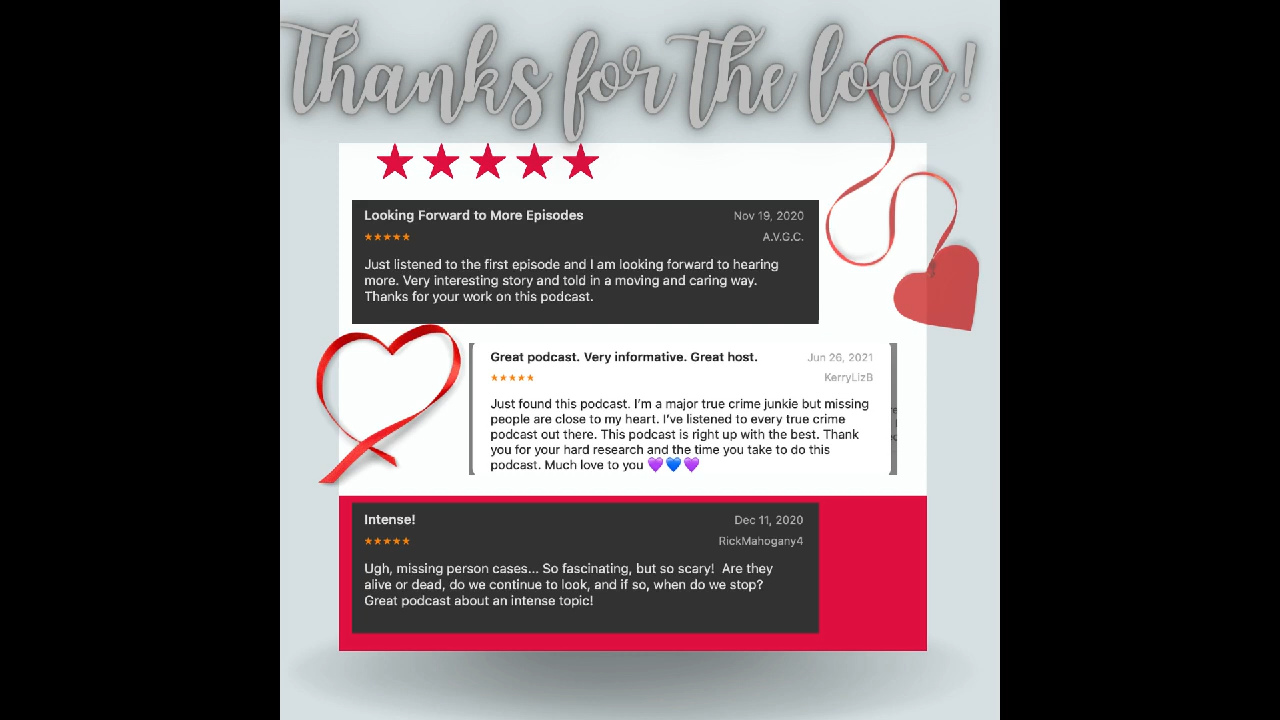 Thanks for the love!
Looking Forward to More Episodes
Nov 19, 2020
A.V.G.C.
Just listened to the first episode and I am looking forward to hearing
more. Very interesting story and told in a moving and caring way.
Thanks for your work on this podcast.
Great podcast. Very informative. Great host.
Jun 26, 2021
KerryLizB
Just found this podcast. I’m a major true crime junkie but missing
people are close to my heart. I’ve listened to every true crime
podcast out there. This podcast is right up with the best. Thank
you for your hard research and the time you take to do this
podcast. Much love to you 💜💙💜
Intense!
Dec 11, 2020
RickMahogany4
Ugh, missing person cases... So fascinating, but so scary!  Are they
alive or dead, do we continue to look, and if so, when do we stop?
Great podcast about an intense topic!